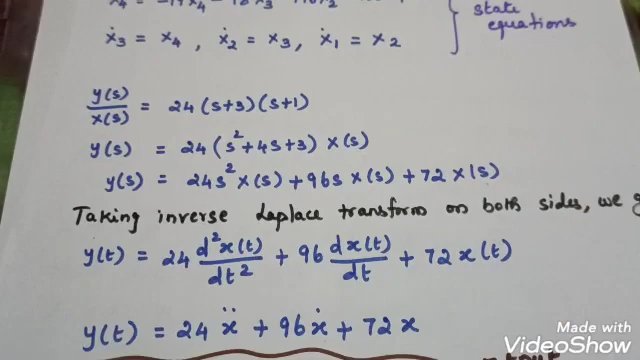 ẋ₃ = x₄ , ẋ₂ = x₃, ẋ₁ = x₂ } state equations
y(s)/x(s) = 24(s+3)(s+1)
y(s) = 24(s²+4s+3) x(s)
y(s) = 24s² x(s) + 96s x(s) + 72 x(s)
Taking inverse Laplace transform on both sides, we
y(t) = 24 d²x(t)/dt² + 96 dx(t)/dt + 72 x(t)
y(t) = 24 ẍ + 96 ẋ + 72 x
Made with
VideoShow